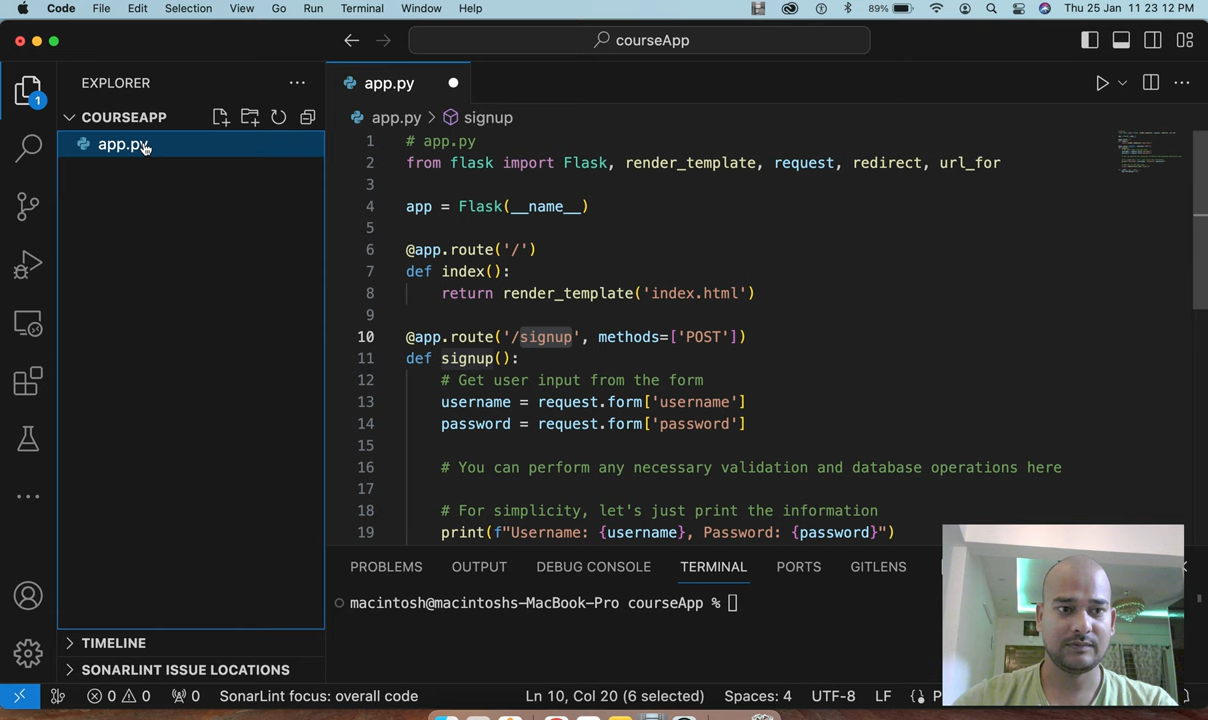 Code File Edit Selection View Go Run Terminal Window Help 89% Thu 25 Jan 11 23 12 PM
courseApp
EXPLORER
1
COURSEAPP
app.py
app.py
app.py > signup
1 # app.py
2 from flask import Flask, render_template, request, redirect, url_for
3
4 app = Flask(__name__)
5
6 @app.route('/')
7 def index():
8 return render_template('index.html')
9
10 @app.route('/signup', methods=['POST'])
11 def signup():
12 # Get user input from the form
13 username = request.form['username']
14 password = request.form['password']
15
16 # You can perform any necessary validation and database operations here
17
18 # For simplicity, let's just print the information
19 print(f"Username: {username}, Password: {password}")
PROBLEMS OUTPUT DEBUG CONSOLE TERMINAL PORTS GITLENS
macintosh@macintoshs-MacBook-Pro courseApp %
TIMELINE
SONARLINT ISSUE LOCATIONS
0 0 0 SonarLint focus: overall code Ln 10, Col 20 (6 selected) Spaces: 4 UTF-8 LF